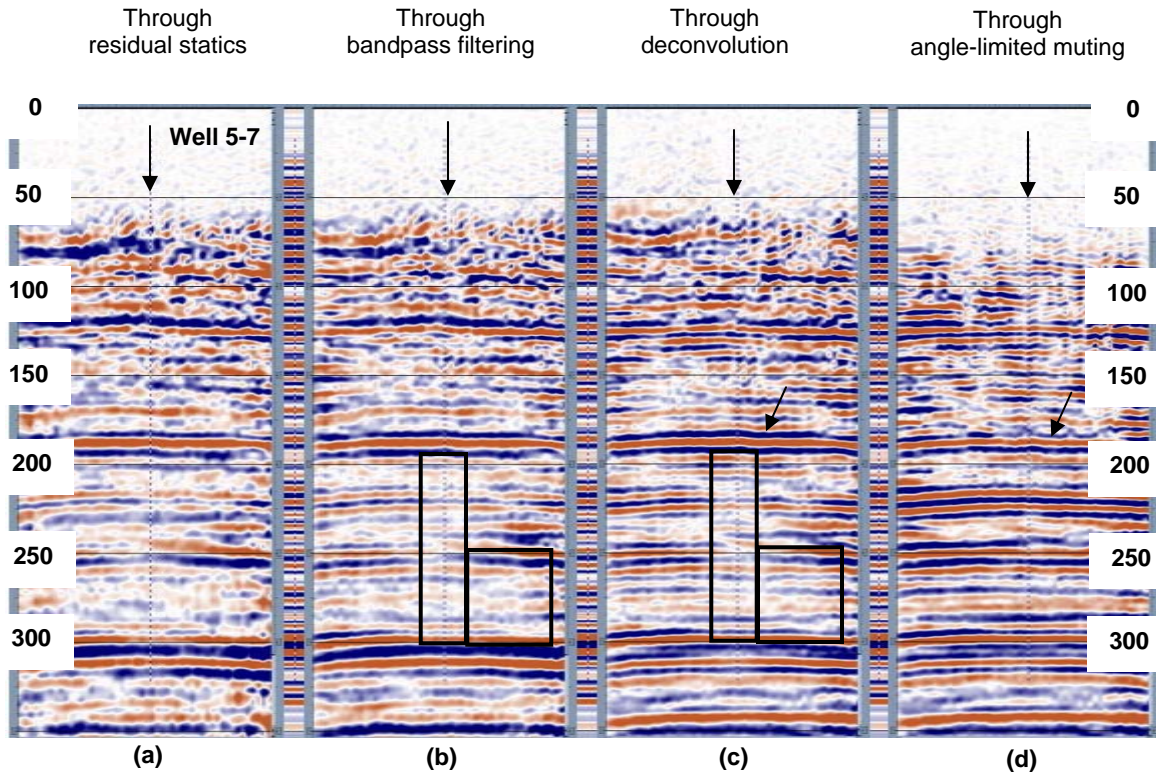 Through
residual statics
Through
bandpass filtering
Through
deconvolution
Through
angle-limited muting
0
50
100
150
200
250
300
Well 5-7
0
50
100
150
200
250
300
(a)
(b)
(c)
(d)